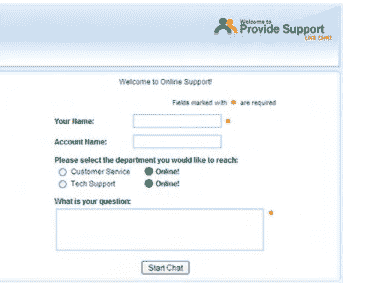 Welcome to
Provide Support
LIVE CHAT
Welcome to Online Support!
Fields marked with are required
Your Name:
Account Name:
Please select the department you would like to reach:
Customer Service Online!
Tech Support Online!
What is your question:
Start Chat